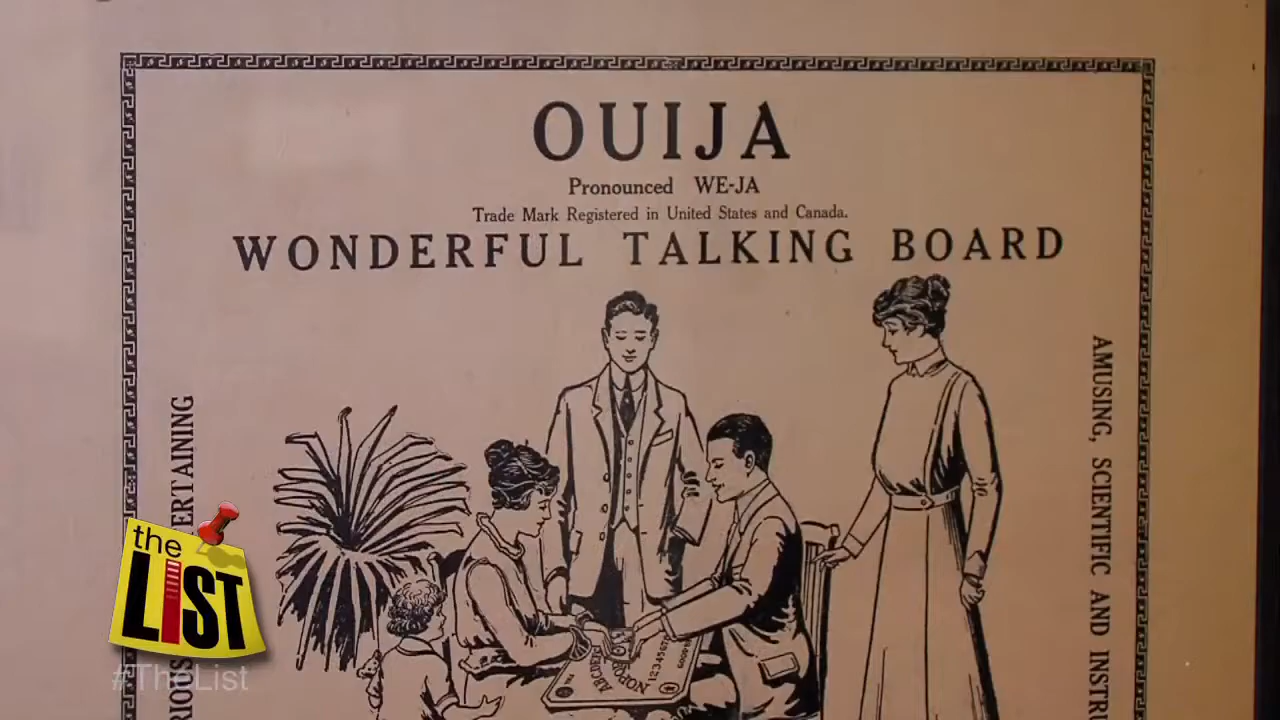 OUIJA
Pronounced WE-JA
Trade Mark Registered in United States and Canada.
WONDERFUL TALKING BOARD
AMUSING, SCIENTIFIC AND INSTR
ERTAINING
RIOUS
the
LIST
#TheList